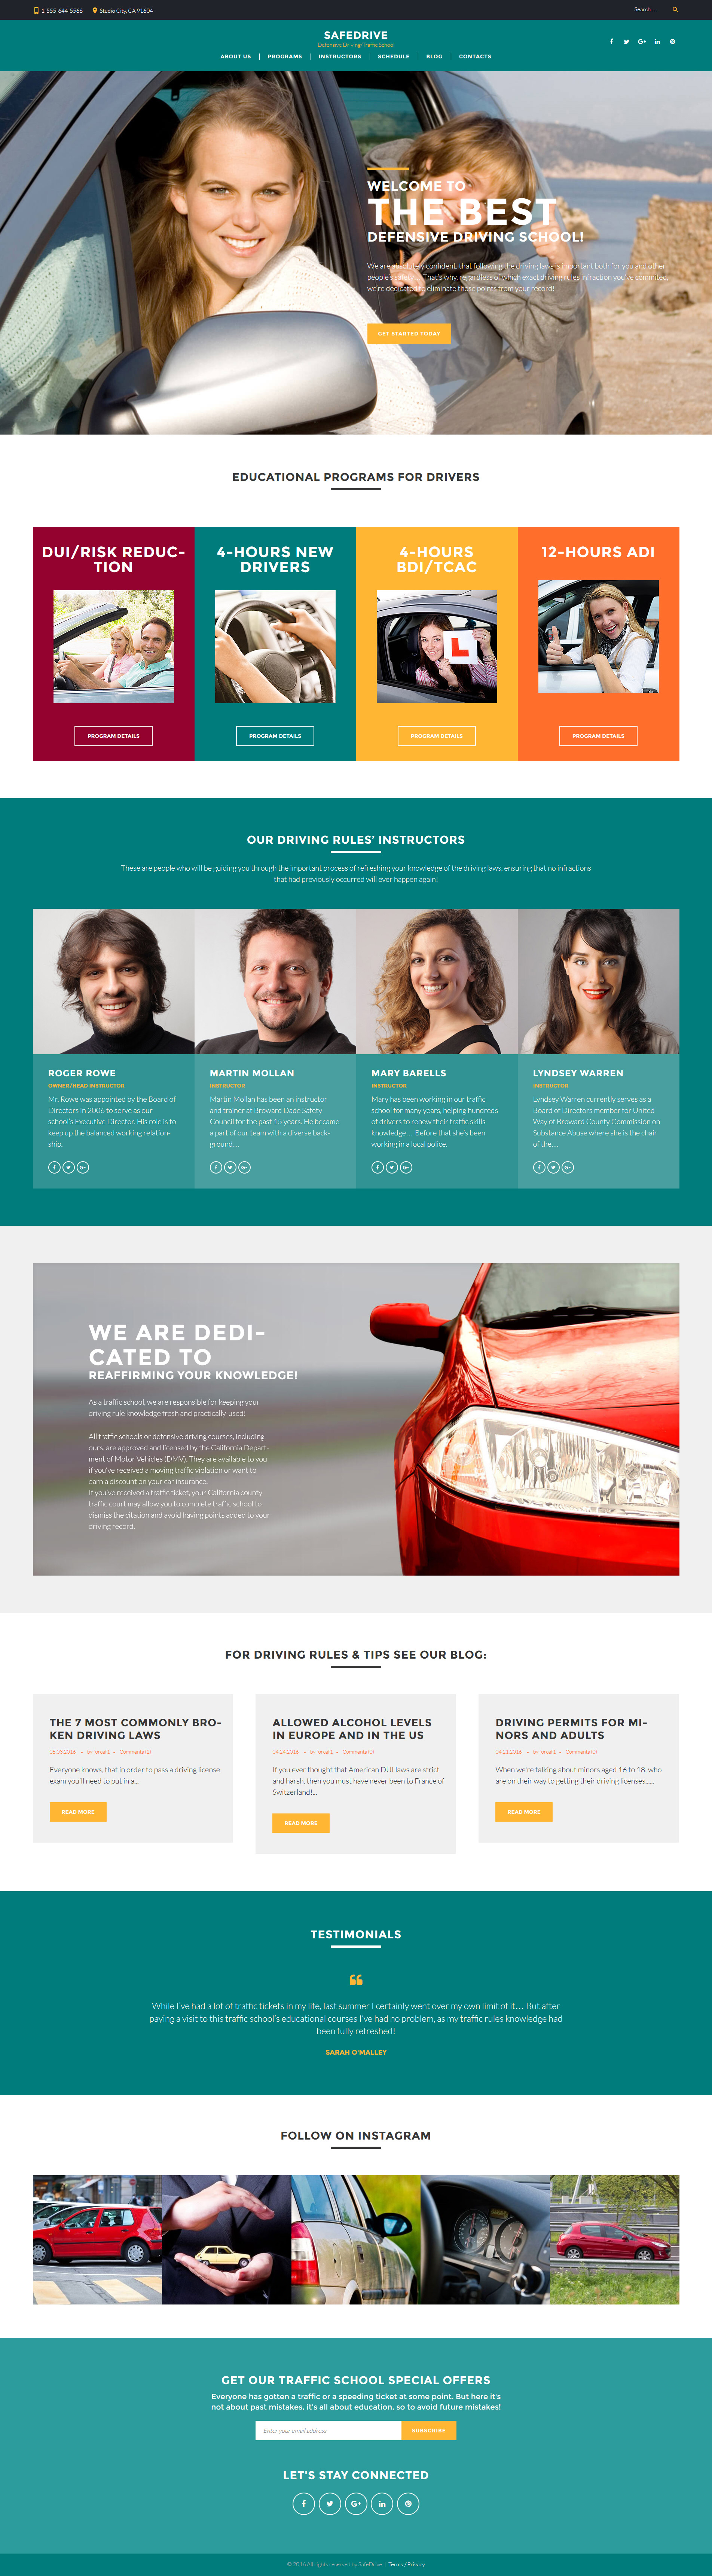 1-555-644-5566 Studio City, CA 91604 Search ...
SAFEDRIVE
Defensive Driving/Traffic School
ABOUT US PROGRAMS INSTRUCTORS SCHEDULE BLOG CONTACTS
WELCOME TO
THE BEST
DEFENSIVE DRIVING SCHOOL!
We are absolutely confident, that following the driving laws is important both for you and other
people's That's why, regardless of which exact driving rules infraction you've commited,
we're dedicated to eliminate those points from your record!
GET STARTED TODAY
EDUCATIONAL PROGRAMS FOR DRIVERS
DUI/RISK REDUC-
TION
PROGRAM DETAILS
4-HOURS NEW
DRIVERS
PROGRAM DETAILS
4-HOURS
BDI/TCAC
L
PROGRAM DETAILS
12-HOURS ADI
PROGRAM DETAILS
OUR DRIVING RULES' INSTRUCTORS
These are people who will be guiding you through the important process of refreshing your knowledge of the driving laws, ensuring that no infractions
that had previously occurred will ever happen again!
ROGER ROWE
OWNER/HEAD INSTRUCTOR
Mr. Rowe was appointed by the Board of
Directors in 2006 to serve as our
school's Executive Director. His role is to
keep up the balanced working relation-
ship.
MARTIN MOLLAN
INSTRUCTOR
Martin Mollan has been an instructor
and trainer at Broward Dade Safety
Council for the past 15 years. He became
a part of our team with a diverse back-
ground....
MARY BARELLS
INSTRUCTOR
Mary has been working in our traffic
school for many years, helping hundreds
of drivers to renew their traffic skills
knowledge... Before that she's been
working in a local police.
LYNDSEY WARREN
INSTRUCTOR
Lyndsey Warren currently serves as a
Board of Directors member for United
Way of Broward County Commission on
Substance Abuse where she is the chair
of the....
WE ARE DEDI-
CATED TO
REAFFIRMING YOUR KNOWLEDGE!
As a traffic school, we are responsible for keeping your
driving rule knowledge fresh and practically-used!
All traffic schools or defensive driving courses, including
ours, are approved and licensed by the California Depart-
ment of Motor Vehicles (DMV). They are available to you
if you've received a moving traffic violation or want to
earn a discount on your car insurance.
If you've received a traffic ticket, your California county
traffic court may allow you to complete traffic school to
dismiss the citation and avoid having points added to your
driving record.
FOR DRIVING RULES & TIPS SEE OUR BLOG:
THE 7 MOST COMMONLY BRO-
KEN DRIVING LAWS
05.03.2016 • by fionaf1 • Comments (2)
Everyone knows, that in order to pass a driving license
exam you'll need to put in a...
READ MORE
ALLOWED ALCOHOL LEVELS
IN EUROPE AND IN THE US
04.24.2016 • by fionaf1 • Comments (0)
If you ever thought that American DUI laws are strict
and harsh, then you must have never been to France of
Switzerland!...
READ MORE
DRIVING PERMITS FOR MI-
NORS AND ADULTS
04.21.2016 • by fionaf1 • Comments (0)
When we're talking about minors aged 16 to 18, who
are on their way to getting their driving licenses......
READ MORE
TESTIMONIALS
While I've had a lot of traffic tickets in my life, last summer I certainly went over my own limit of it... But after
paying a visit to this traffic school's educational courses I've had no problem, as my traffic rules knowledge had
been fully refreshed!
SARAH O'MALLEY
FOLLOW ON INSTAGRAM
GET OUR TRAFFIC SCHOOL SPECIAL OFFERS
Everyone has gotten a traffic or a speeding ticket at some point. But here it's
not about past mistakes, it's all about education, so to avoid future mistakes!
Enter your email address SUBSCRIBE
LET'S STAY CONNECTED
© 2016 All rights reserved by SafeDrive | Terms / Privacy